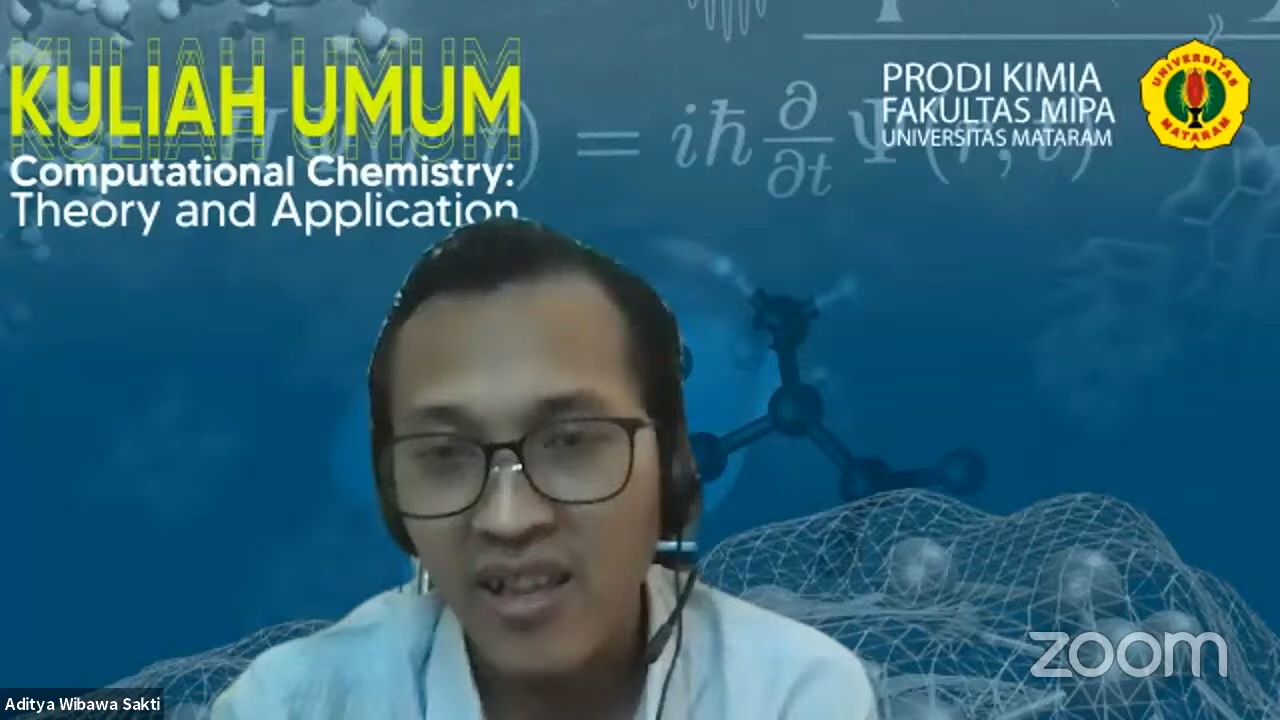 KULIAH UMUM
Computational Chemistry:
Theory and Application
PRODI KIMIA
FAKULTAS MIPA
UNIVERSITAS MATARAM
UNIVERSITAS
MATARAM
) = iħ ∂/∂t Ψ(r, t)
zoom
Aditya Wibawa Sakti